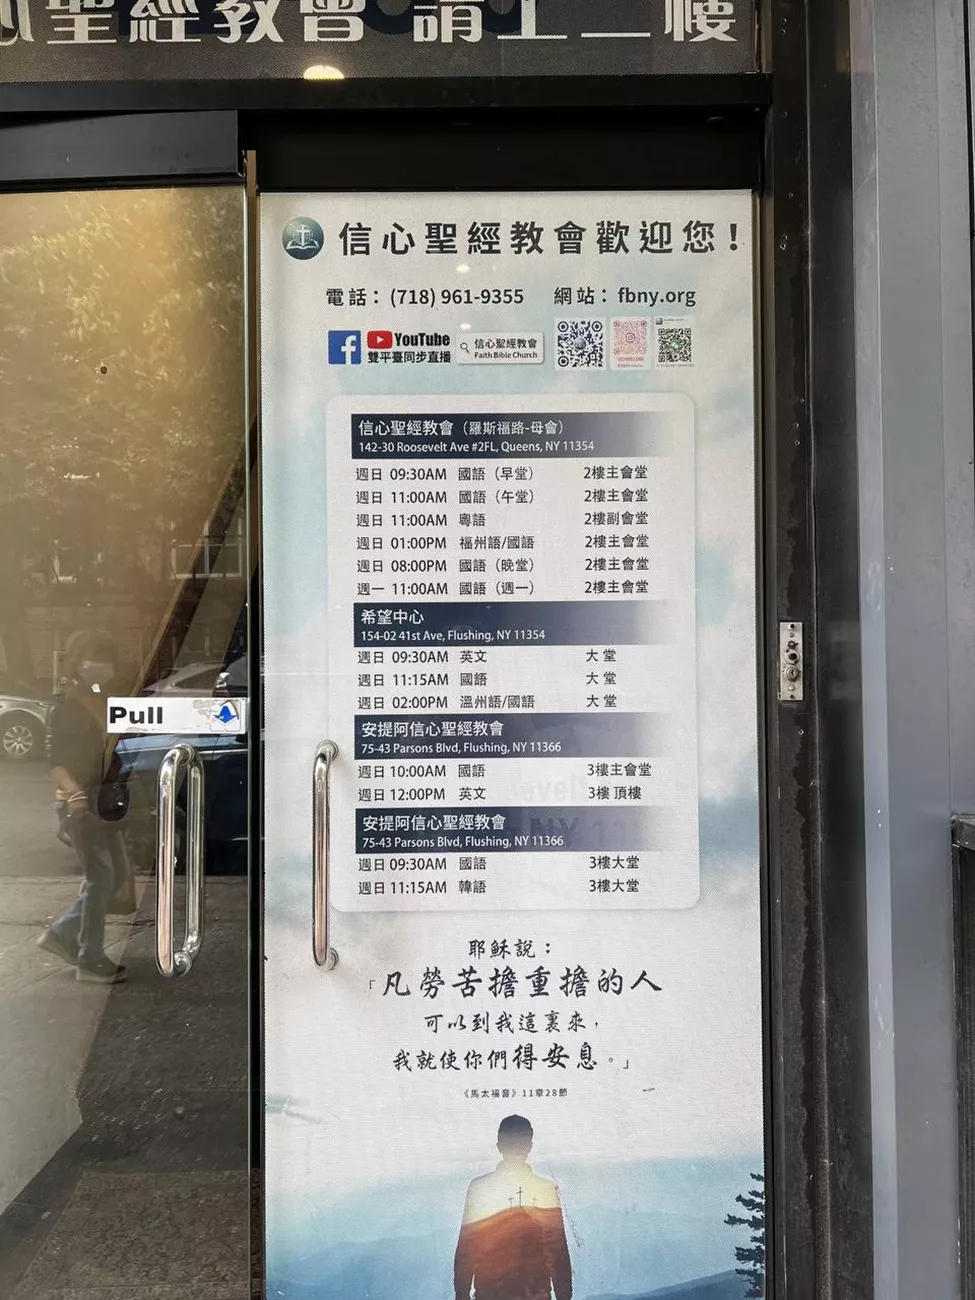 心聖經教會 請上二樓
信心聖經教會歡迎您！
電話：(718) 961-9355 網站：fbny.org
YouTube
雙平臺同步直播
信心聖經教會
Faith Bible Church
信心聖經教會（羅斯福路-母會）
142-30 Roosevelt Ave #2FL, Queens, NY 11354
週日 09:30AM 國語（早堂） 2樓主會堂
週日 11:00AM 國語（午堂） 2樓主會堂
週日 11:00AM 粵語 2樓副會堂
週日 01:00PM 福州語/國語 2樓主會堂
週日 08:00PM 國語（晚堂） 2樓主會堂
週一 11:00AM 國語（週一） 2樓主會堂
希望中心
154-02 41st Ave, Flushing, NY 11354
週日 09:30AM 英文 大堂
週日 11:15AM 國語 大堂
週日 02:00PM 溫州語/國語 大堂
安提阿信心聖經教會
75-43 Parsons Blvd, Flushing, NY 11366
週日 10:00AM 國語 3樓主會堂
週日 12:00PM 英文 3樓 頂樓
安提阿信心聖經教會
75-43 Parsons Blvd, Flushing, NY 11366
週日 09:30AM 國語 3樓大堂
週日 11:15AM 韓語 3樓大堂
Pull
耶穌說：
「凡勞苦擔重擔的人
可以到我這裏來，
我就使你們得安息。」
《馬太福音》11章28節